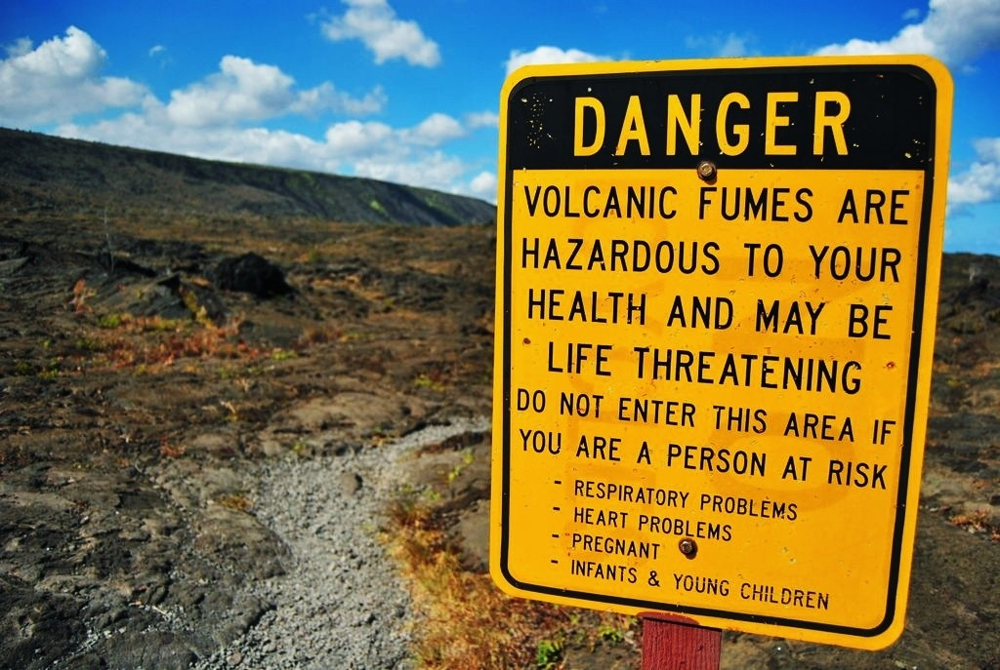 DANGER
VOLCANIC FUMES ARE
HAZARDOUS TO YOUR
HEALTH AND MAY BE
LIFE THREATENING
DO NOT ENTER THIS AREA IF
YOU ARE A PERSON AT RISK
- RESPIRATORY PROBLEMS
- HEART PROBLEMS
- PREGNANT
- INFANTS & YOUNG CHILDREN